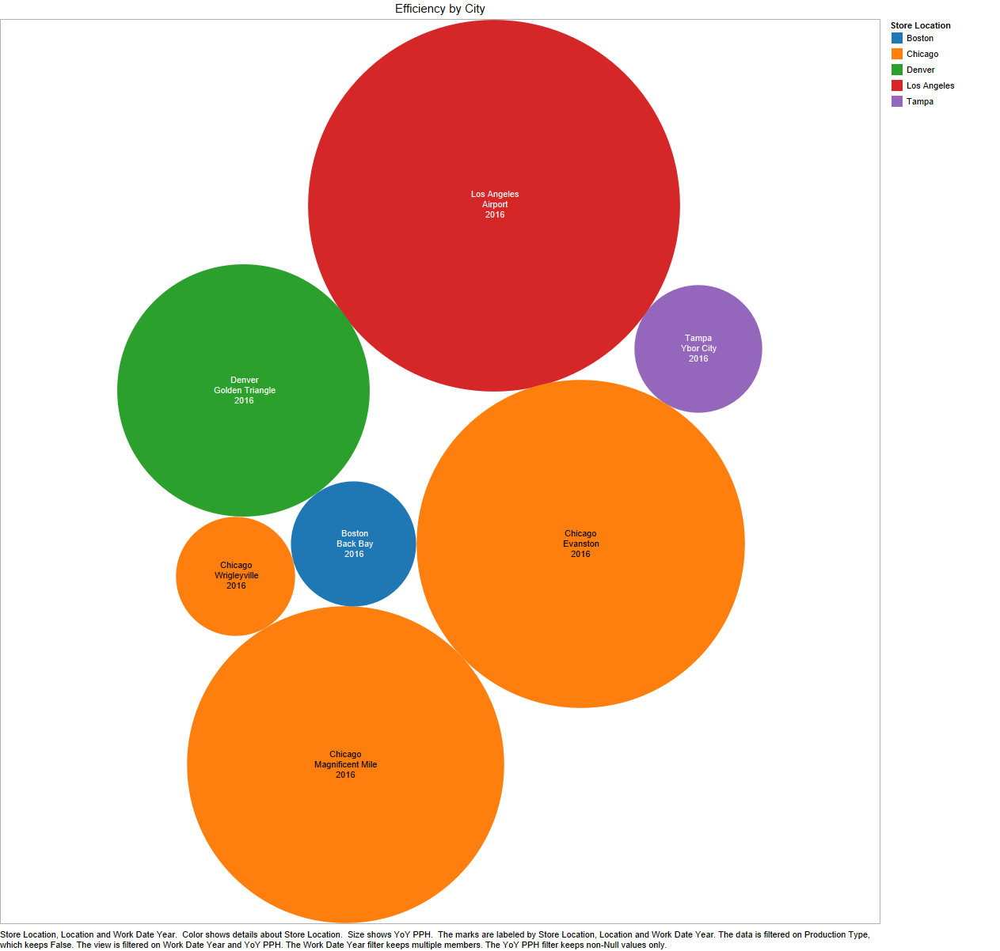 Efficiency by City
Store Location
Boston
Chicago
Denver
Los Angeles
Tampa
Los Angeles
Airport
2016
Tampa
Ybor City
2016
Denver
Golden Triangle
2016
Boston
Back Bay
2016
Chicago
Evanston
2016
Chicago
Wrigleyville
2016
Chicago
Magnificent Mile
2016
Store Location, Location and Work Date Year.  Color shows details about Store Location.  Size shows YoY PPH.  The marks are labeled by Store Location, Location and Work Date Year. The data is filtered on Production Type,
which keeps False. The view is filtered on Work Date Year and YoY PPH. The Work Date Year filter keeps multiple members. The YoY PPH filter keeps non-Null values only.